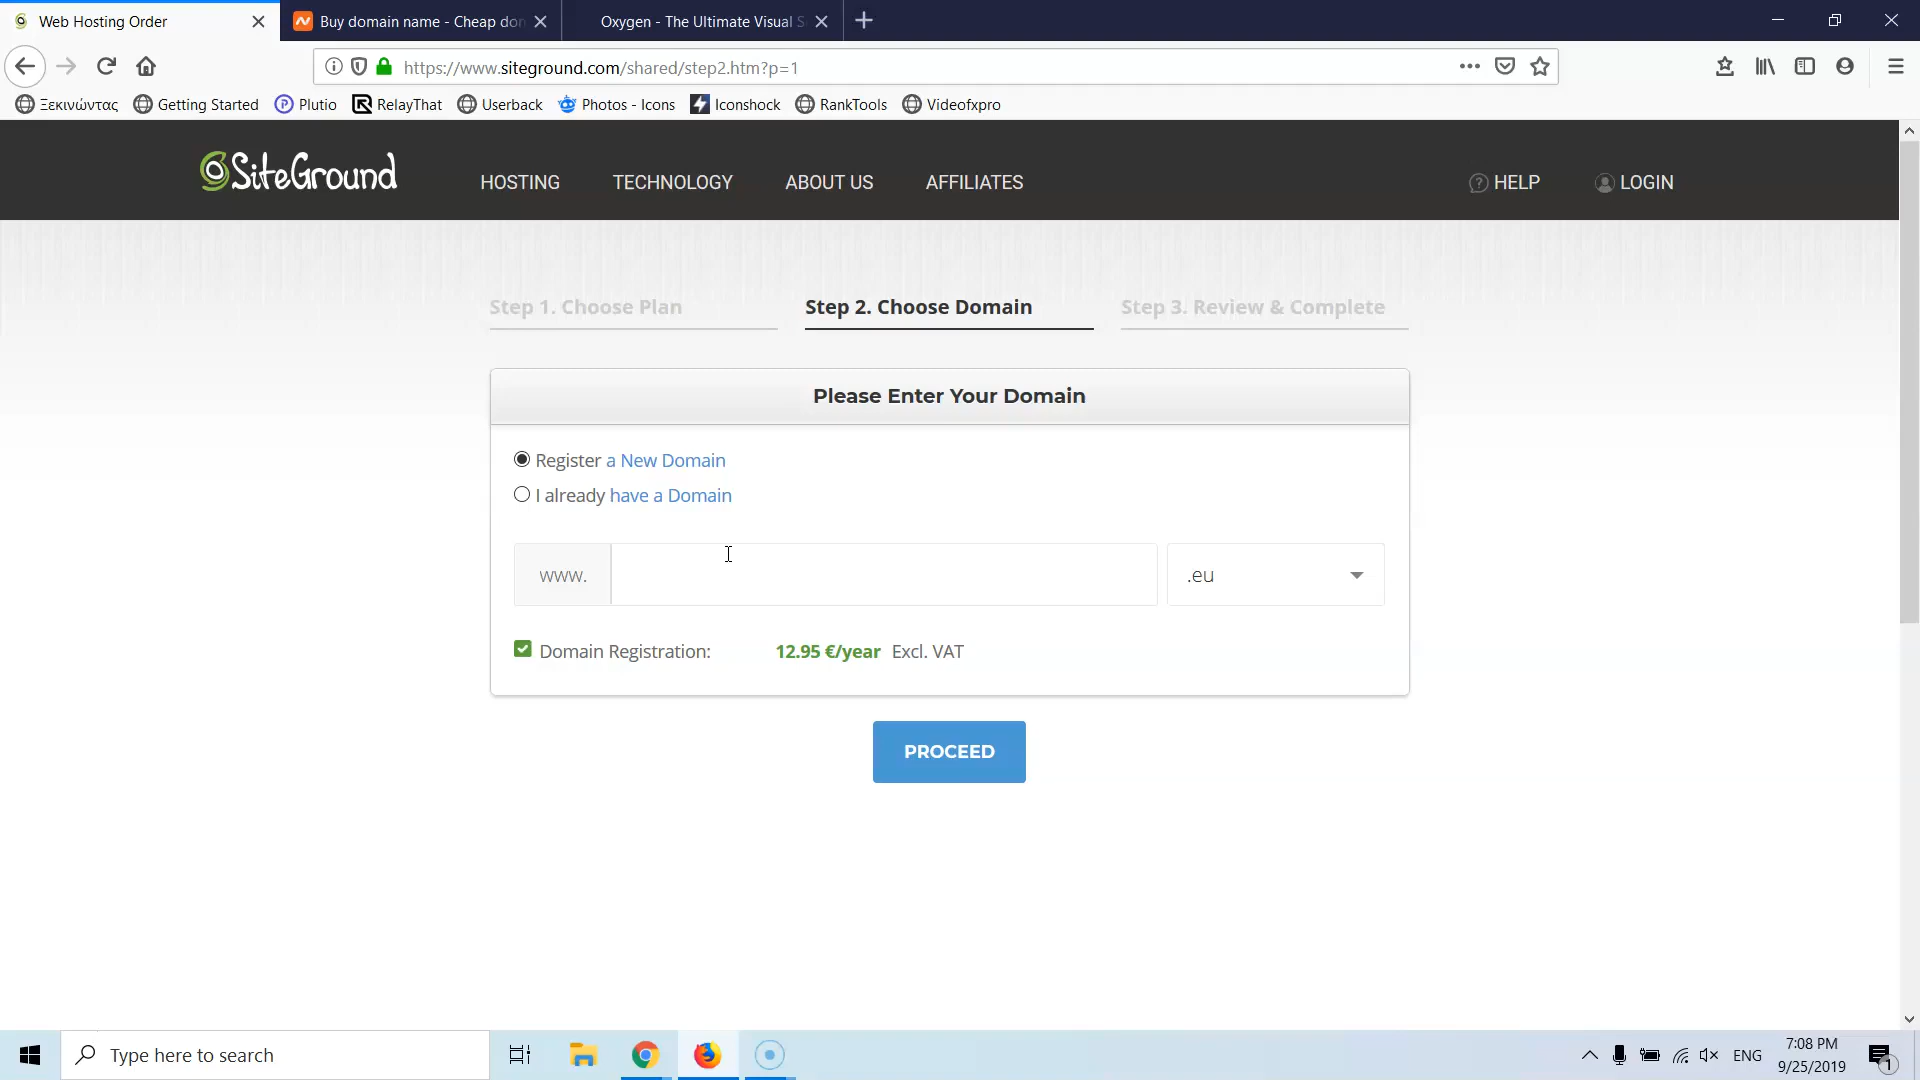 Web Hosting Order
Buy domain name - Cheap don
Oxygen - The Ultimate Visual S
https://www.siteground.com/shared/step2.htm?p=1
Ξεκινώντας
Getting Started
Plutio
RelayThat
Userback
Photos - Icons
Iconshock
RankTools
Videofxpro
SiteGround
HOSTING
TECHNOLOGY
ABOUT US
AFFILIATES
HELP
LOGIN
Step 1. Choose Plan
Step 2. Choose Domain
Step 3. Review & Complete
Please Enter Your Domain
Register a New Domain
I already have a Domain
www.
.eu
Domain Registration: 12.95 €/year Excl. VAT
PROCEED
Type here to search
ENG
7:08 PM
9/25/2019
1